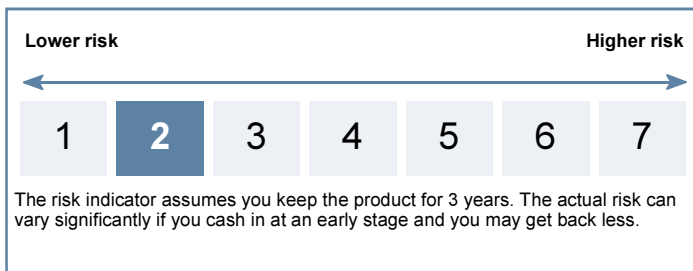 Lower risk Higher risk
1 2 3 4 5 6 7
The risk indicator assumes you keep the product for 3 years. The actual risk can
vary significantly if you cash in at an early stage and you may get back less.